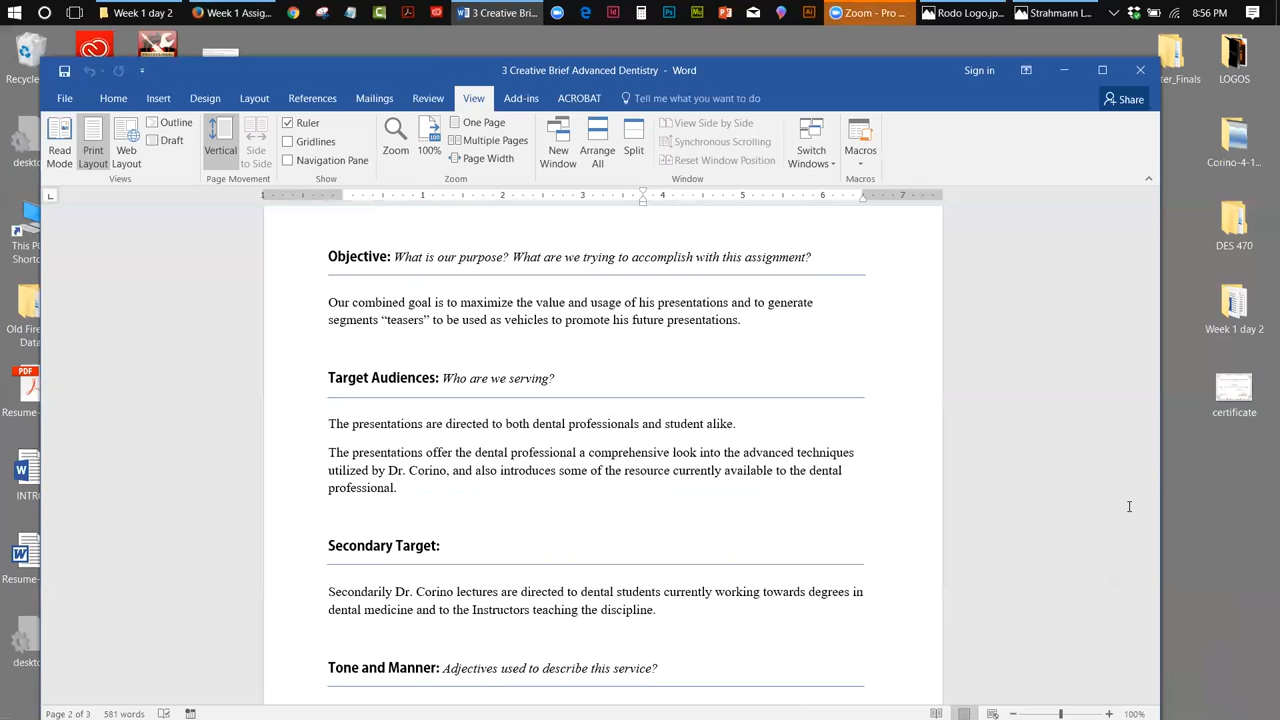 Week 1 day 2
Week 1 Assig...
3 Creative Bri...
Zoom - Pro ...
Rodo Logo.jp...
Strahmann L...
8:56 PM
3 Creative Brief Advanced Dentistry - Word
Sign in
File
Home
Insert
Design
Layout
References
Mailings
Review
View
Add-ins
ACROBAT
Tell me what you want to do
Share
Read Mode
Print Layout
Web Layout
Outline
Draft
Views
Vertical
Side to Side
Page Movement
Ruler
Gridlines
Navigation Pane
Show
Zoom
100%
One Page
Multiple Pages
Page Width
Zoom
New Window
Arrange All
Split
View Side by Side
Synchronous Scrolling
Reset Window Position
Window
Switch Windows
Macros
Macros
Objective: What is our purpose? What are we trying to accomplish with this assignment?
Our combined goal is to maximize the value and usage of his presentations and to generate
segments “teasers” to be used as vehicles to promote his future presentations.
Target Audiences: Who are we serving?
The presentations are directed to both dental professionals and student alike.
The presentations offer the dental professional a comprehensive look into the advanced techniques
utilized by Dr. Corino, and also introduces some of the resource currently available to the dental
professional.
Secondary Target:
Secondarily Dr. Corino lectures are directed to dental students currently working towards degrees in
dental medicine and to the Instructors teaching the discipline.
Tone and Manner: Adjectives used to describe this service?
Page 2 of 3
581 words
100%
Recycle
This PC
Shortc
Old Fire
Data
PDF
Resume-
INTR
Resume-
deskto
ter_Finals
LOGOS
Corino-4-1...
DES 470
Week 1 day 2
certificate